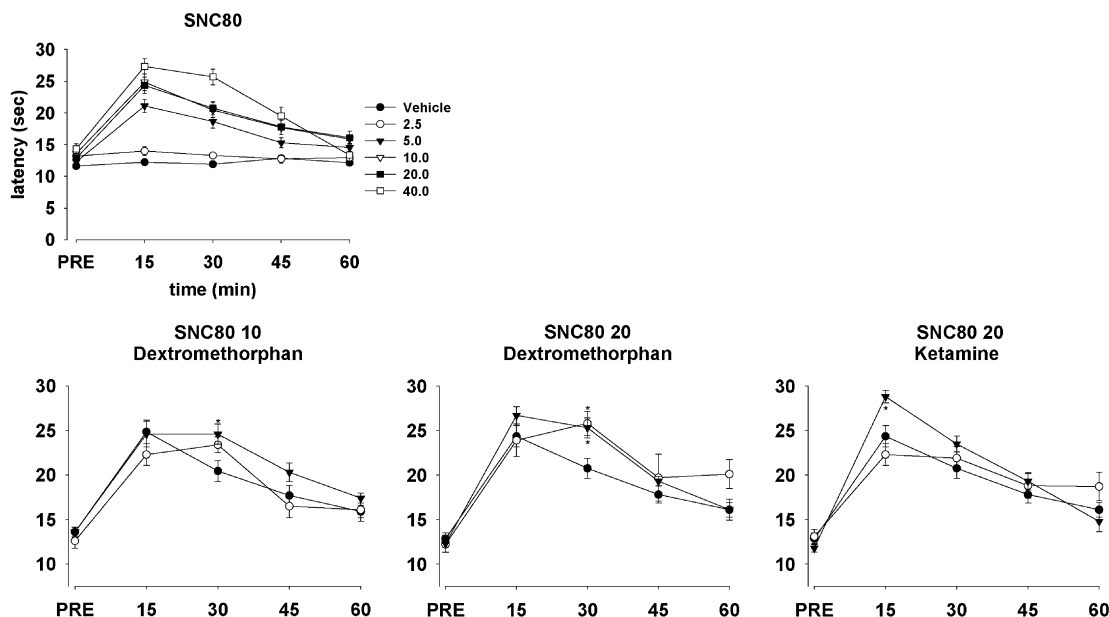 SNC80
30
25
20
15
10
5
0
latency (sec)
PRE 15 30 45 60
time (min)
Vehicle
2.5
5.0
10.0
20.0
40.0
SNC80 10
Dextromethorphan
30
25
20
15
10
*
PRE 15 30 45 60
SNC80 20
Dextromethorphan
30
25
20
15
10
*
*
PRE 15 30 45 60
SNC80 20
Ketamine
30
25
20
15
10
*
PRE 15 30 45 60